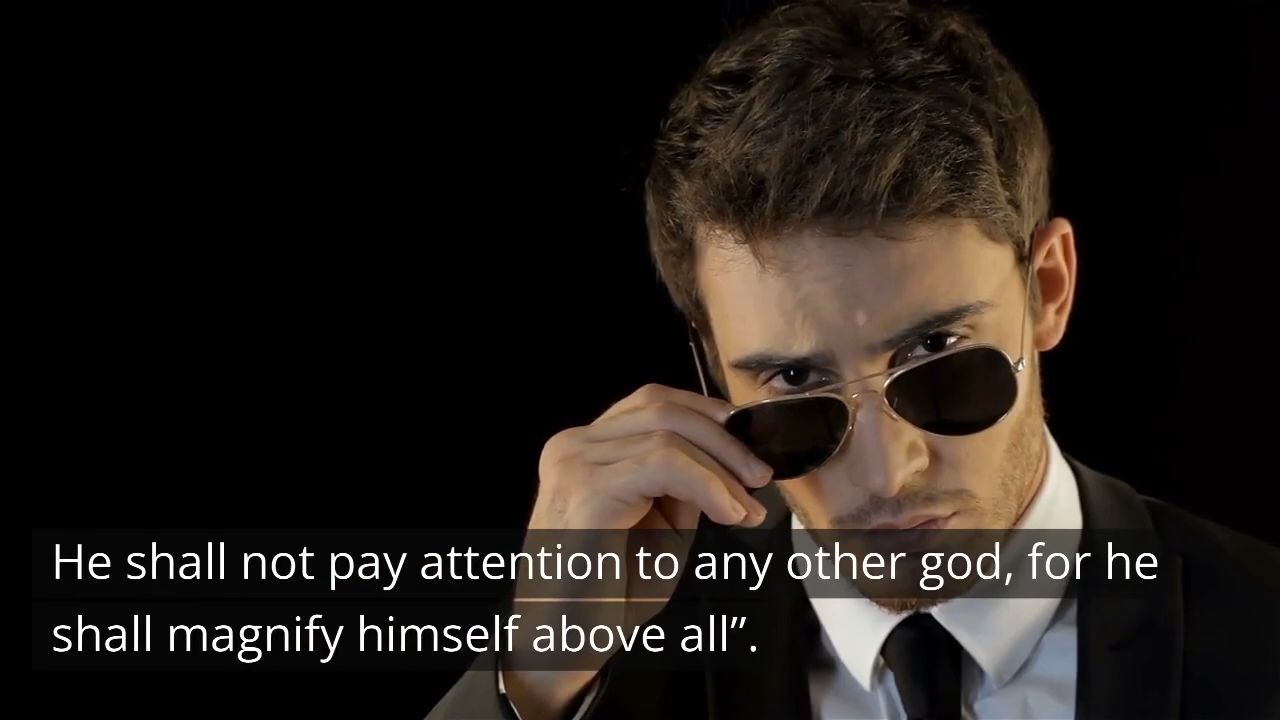 He shall not pay attention to any other god, for he
shall magnify himself above all”.